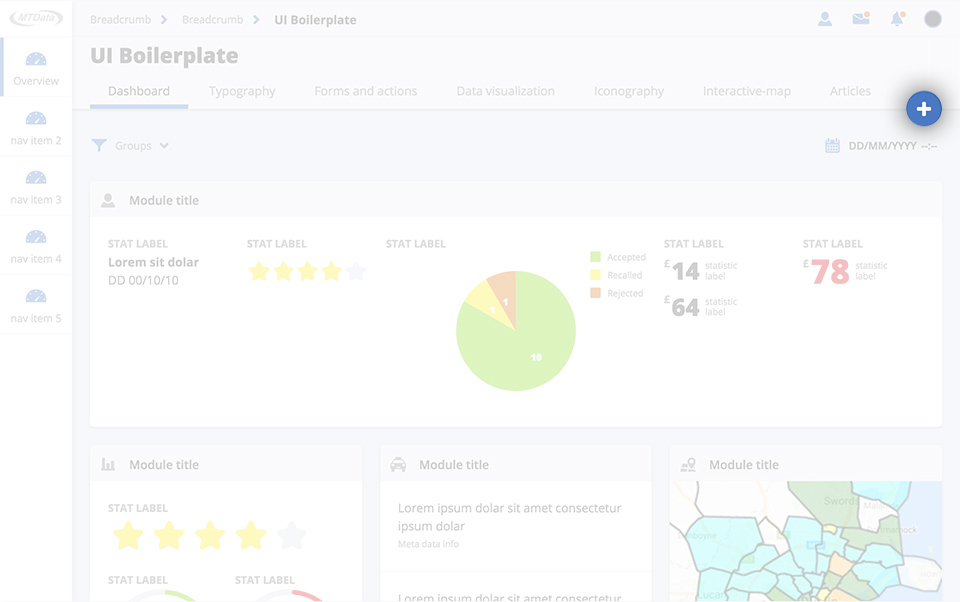 MTData
Breadcrumb
Breadcrumb
UI Boilerplate
UI Boilerplate
Overview
nav item 2
nav item 3
nav item 4
nav item 5
Dashboard
Typography
Forms and actions
Data visualization
Iconography
Interactive-map
Articles
Groups
DD/MM/YYYY --:--
Module title
STAT LABEL
Lorem sit dolar
DD 00/10/10
STAT LABEL
STAT LABEL
1
1
10
Accepted
Recalled
Rejected
STAT LABEL
£14 statistic
label
£64 statistic
label
STAT LABEL
£78 statistic
label
Module title
STAT LABEL
STAT LABEL
STAT LABEL
Module title
Lorem ipsum dolor sit amet consectetur
ipsum dolor
Meta data info
Lorem ipsum dolor sit amet consectetur
Module title
Swords
Lucan